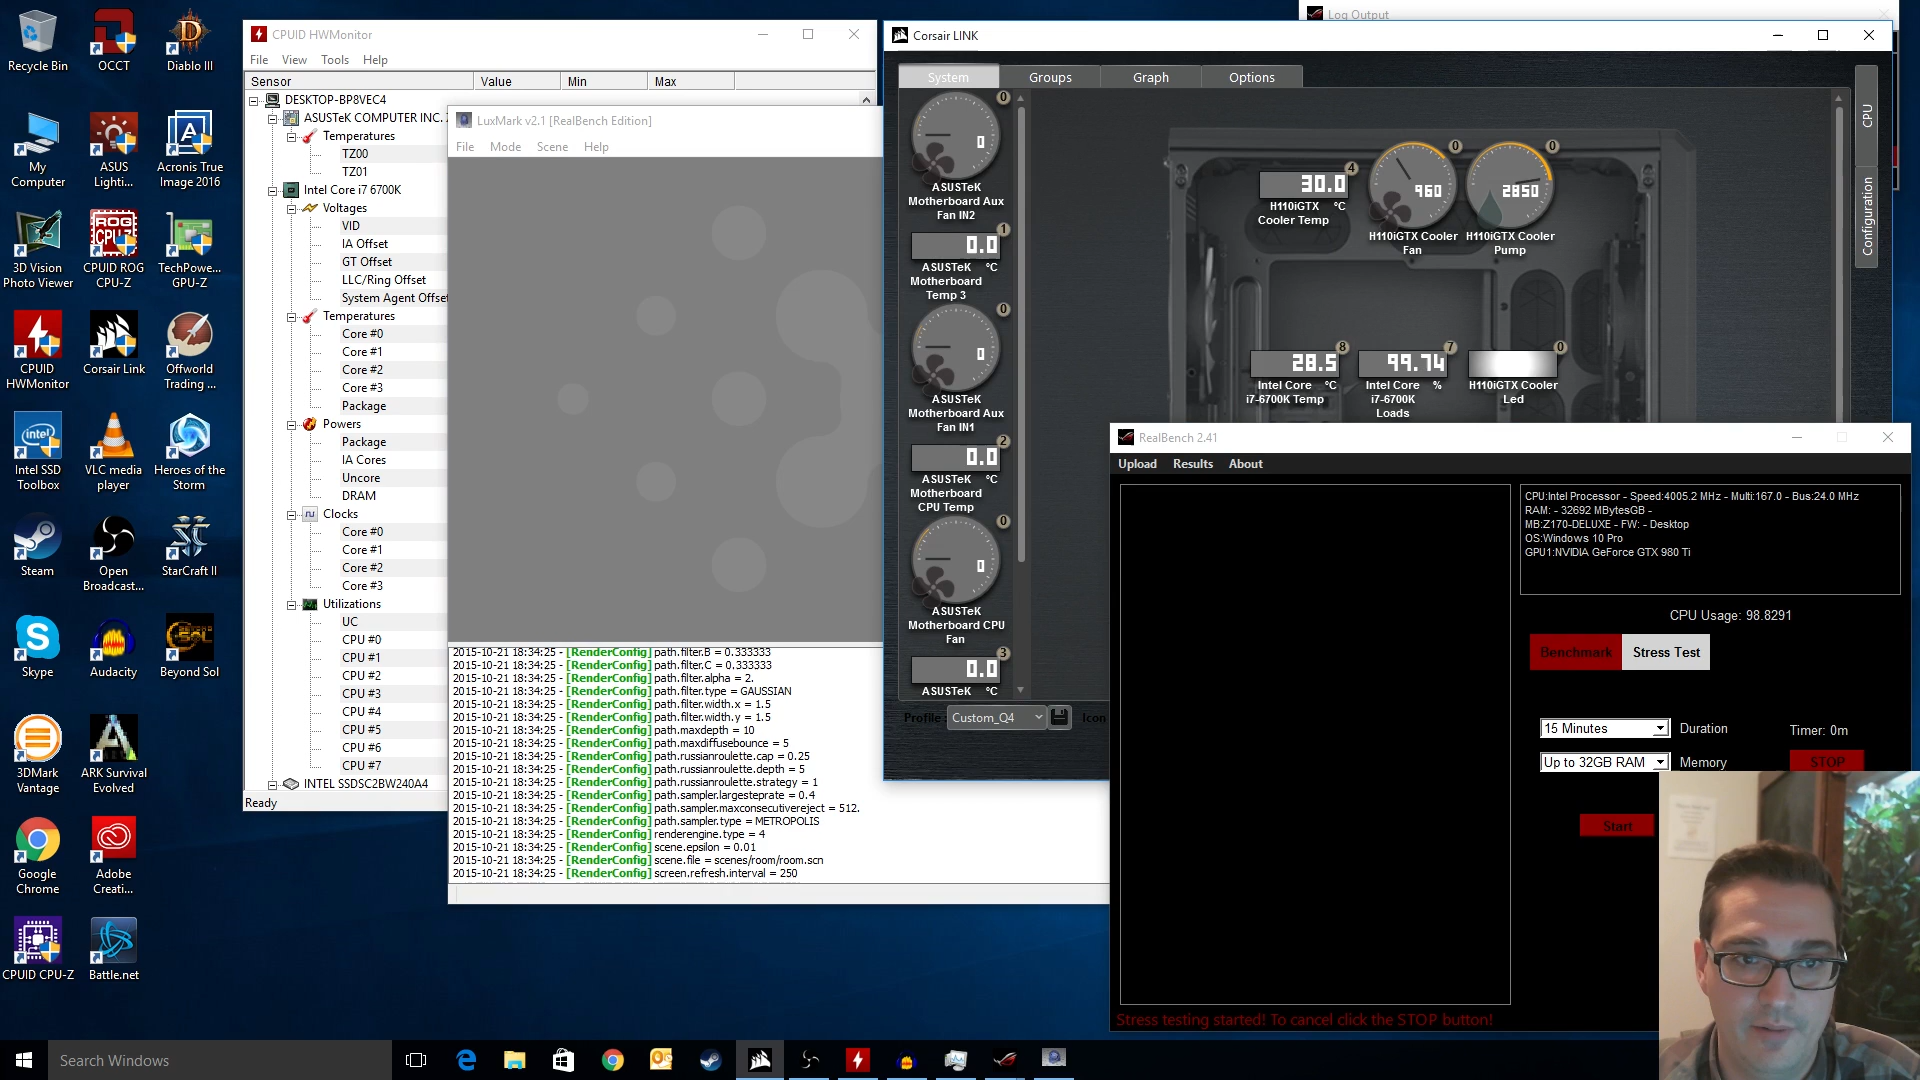 Recycle Bin
OCCT
Diablo III
My
Computer
ASUS
Lighti...
Acronis True
Image 2016
3D Vision
Photo Viewer
CPUID ROG
CPU-Z
TechPowe...
GPU-Z
CPUID
HWMonitor
Corsair Link
Offworld
Trading ...
Intel SSD
Toolbox
VLC media
player
Heroes of the
Storm
Steam
Open
Broadcast...
StarCraft II
Skype
Audacity
Beyond Sol
3DMark
Vantage
ARK Survival
Evolved
Google
Chrome
Adobe
Creati...
CPUID CPU-Z
Battle.net
CPUID HWMonitor
File View Tools Help
Sensor Value Min Max
DESKTOP-BP8VEC4
ASUSTeK COMPUTER INC.
Temperatures
TZ00
TZ01
Intel Core i7 6700K
Voltages
VID
IA Offset
GT Offset
LLC/Ring Offset
System Agent Offset
Temperatures
Core #0
Core #1
Core #2
Core #3
Package
Powers
Package
IA Cores
Uncore
DRAM
Clocks
Core #0
Core #1
Core #2
Core #3
Utilizations
UC
CPU #0
CPU #1
CPU #2
CPU #3
CPU #4
CPU #5
CPU #6
CPU #7
INTEL SSDSC2BW240A4
Ready
LuxMark v2.1 [RealBench Edition]
File Mode Scene Help
2015-10-21 18:34:25 - [RenderConfig] path.filter.B = 0.333333
2015-10-21 18:34:25 - [RenderConfig] path.filter.C = 0.333333
2015-10-21 18:34:25 - [RenderConfig] path.filter.alpha = 2.
2015-10-21 18:34:25 - [RenderConfig] path.filter.type = GAUSSIAN
2015-10-21 18:34:25 - [RenderConfig] path.filter.width.x = 1.5
2015-10-21 18:34:25 - [RenderConfig] path.filter.width.y = 1.5
2015-10-21 18:34:25 - [RenderConfig] path.maxdepth = 10
2015-10-21 18:34:25 - [RenderConfig] path.maxdiffusebounce = 5
2015-10-21 18:34:25 - [RenderConfig] path.russianroulette.cap = 0.25
2015-10-21 18:34:25 - [RenderConfig] path.russianroulette.depth = 5
2015-10-21 18:34:25 - [RenderConfig] path.russianroulette.strategy = 1
2015-10-21 18:34:25 - [RenderConfig] path.sampler.largesteprate = 0.4
2015-10-21 18:34:25 - [RenderConfig] path.sampler.maxconsecutivereject = 512.
2015-10-21 18:34:25 - [RenderConfig] path.sampler.type = METROPOLIS
2015-10-21 18:34:25 - [RenderConfig] renderengine.type = 4
2015-10-21 18:34:25 - [RenderConfig] scene.epsilon = 0.01
2015-10-21 18:34:25 - [RenderConfig] scene.file = scenes/room/room.scn
2015-10-21 18:34:25 - [RenderConfig] screen.refresh.interval = 250
Log Output
Corsair LINK
System Groups Graph Options
CPU
Configuration
0
0
ASUSTeK
Motherboard Aux
Fan IN2
1
0.0
ASUSTeK °C
Motherboard
Temp 3
0
0
ASUSTeK
Motherboard Aux
Fan IN1
2
0.0
ASUSTeK °C
Motherboard
CPU Temp
0
0
ASUSTeK
Motherboard CPU
Fan
3
0.0
ASUSTeK °C
4
30.0
H110iGTX °C
Cooler Temp
0
960
H110iGTX Cooler
Fan
0
2850
H110iGTX Cooler
Pump
8
28.5
Intel Core °C
i7-6700K Temp
7
99.74
Intel Core %
i7-6700K
Loads
0
H110iGTX Cooler
Led
Profile Custom_Q4 Icon
RealBench 2.41
Upload Results About
CPU:Intel Processor - Speed:4005.2 MHz - Multi:167.0 - Bus:24.0 MHz
RAM: - 32692 MBytesGB -
MB:Z170-DELUXE - FW: - Desktop
OS:Windows 10 Pro
GPU1:NVIDIA GeForce GTX 980 Ti
CPU Usage: 98.8291
Benchmark Stress Test
15 Minutes Duration Timer: 0m
Up to 32GB RAM Memory STOP
Start
Stress testing started! To cancel click the STOP button!
Search Windows